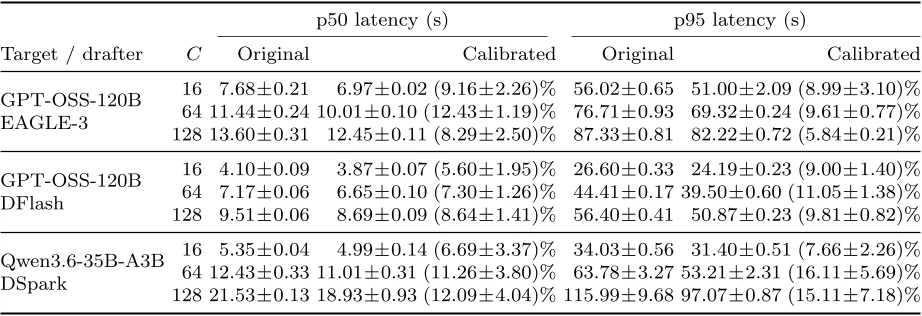 p50 latency (s) p95 latency (s)
Target / drafter C Original Calibrated Original Calibrated
GPT-OSS-120B
EAGLE-3
16 7.68±0.21 6.97±0.02 (9.16±2.26)% 56.02±0.65 51.00±2.09 (8.99±3.10)%
64 11.44±0.24 10.01±0.10 (12.43±1.19)% 76.71±0.93 69.32±0.24 (9.61±0.77)%
128 13.60±0.31 12.45±0.11 (8.29±2.50)% 87.33±0.81 82.22±0.72 (5.84±0.21)%
GPT-OSS-120B
DFlash
16 4.10±0.09 3.87±0.07 (5.60±1.95)% 26.60±0.33 24.19±0.23 (9.00±1.40)%
64 7.17±0.06 6.65±0.10 (7.30±1.26)% 44.41±0.17 39.50±0.60 (11.05±1.38)%
128 9.51±0.06 8.69±0.09 (8.64±1.41)% 56.40±0.41 50.87±0.23 (9.81±0.82)%
Qwen3.6-35B-A3B
DSpark
16 5.35±0.04 4.99±0.14 (6.69±3.37)% 34.03±0.56 31.40±0.51 (7.66±2.26)%
64 12.43±0.33 11.01±0.31 (11.26±3.80)% 63.78±3.27 53.21±2.31 (16.11±5.69)%
128 21.53±0.13 18.93±0.93 (12.09±4.04)% 115.99±9.68 97.07±0.87 (15.11±7.18)%